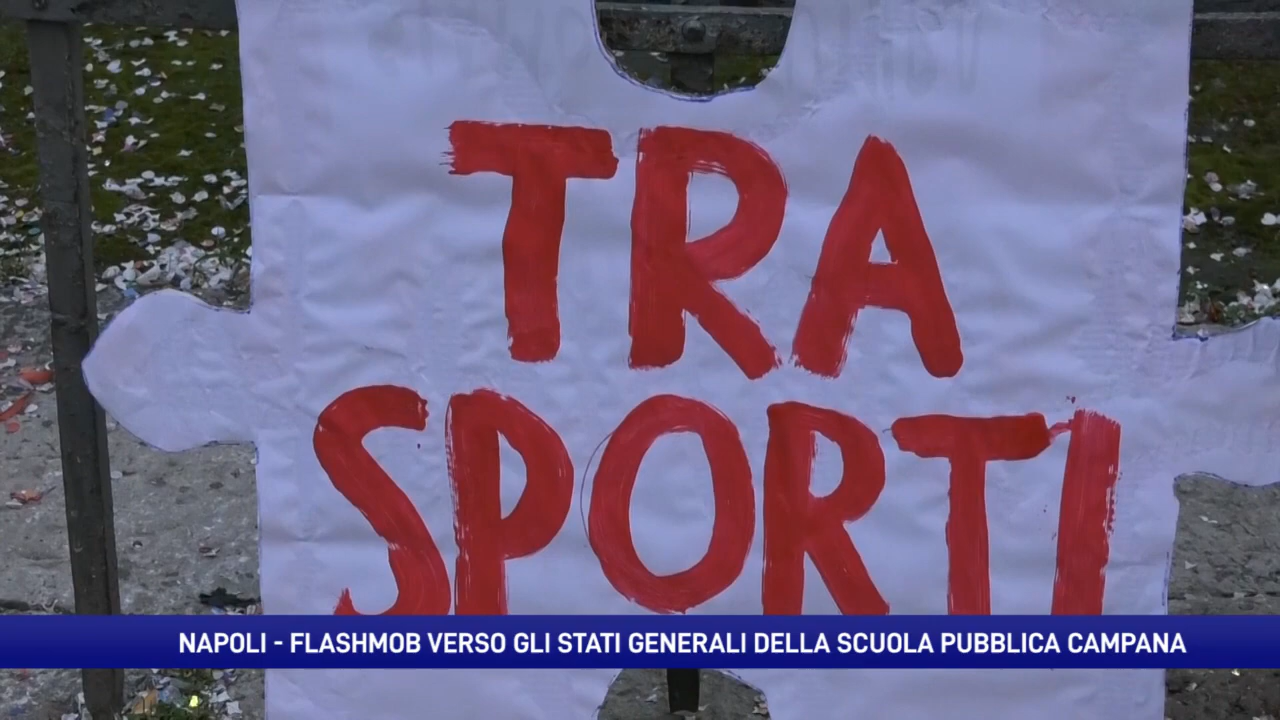 TRA
SPORTI
NAPOLI - FLASHMOB VERSO GLI STATI GENERALI DELLA SCUOLA PUBBLICA CAMPANA